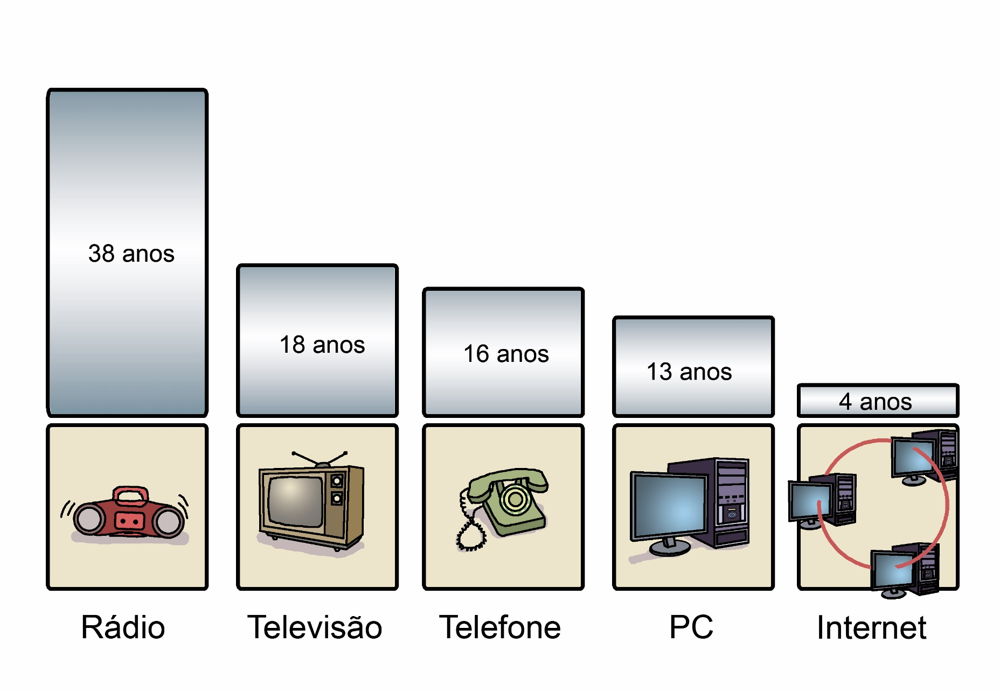 38 anos
18 anos
16 anos
13 anos
4 anos
Rádio
Televisão
Telefone
PC
Internet